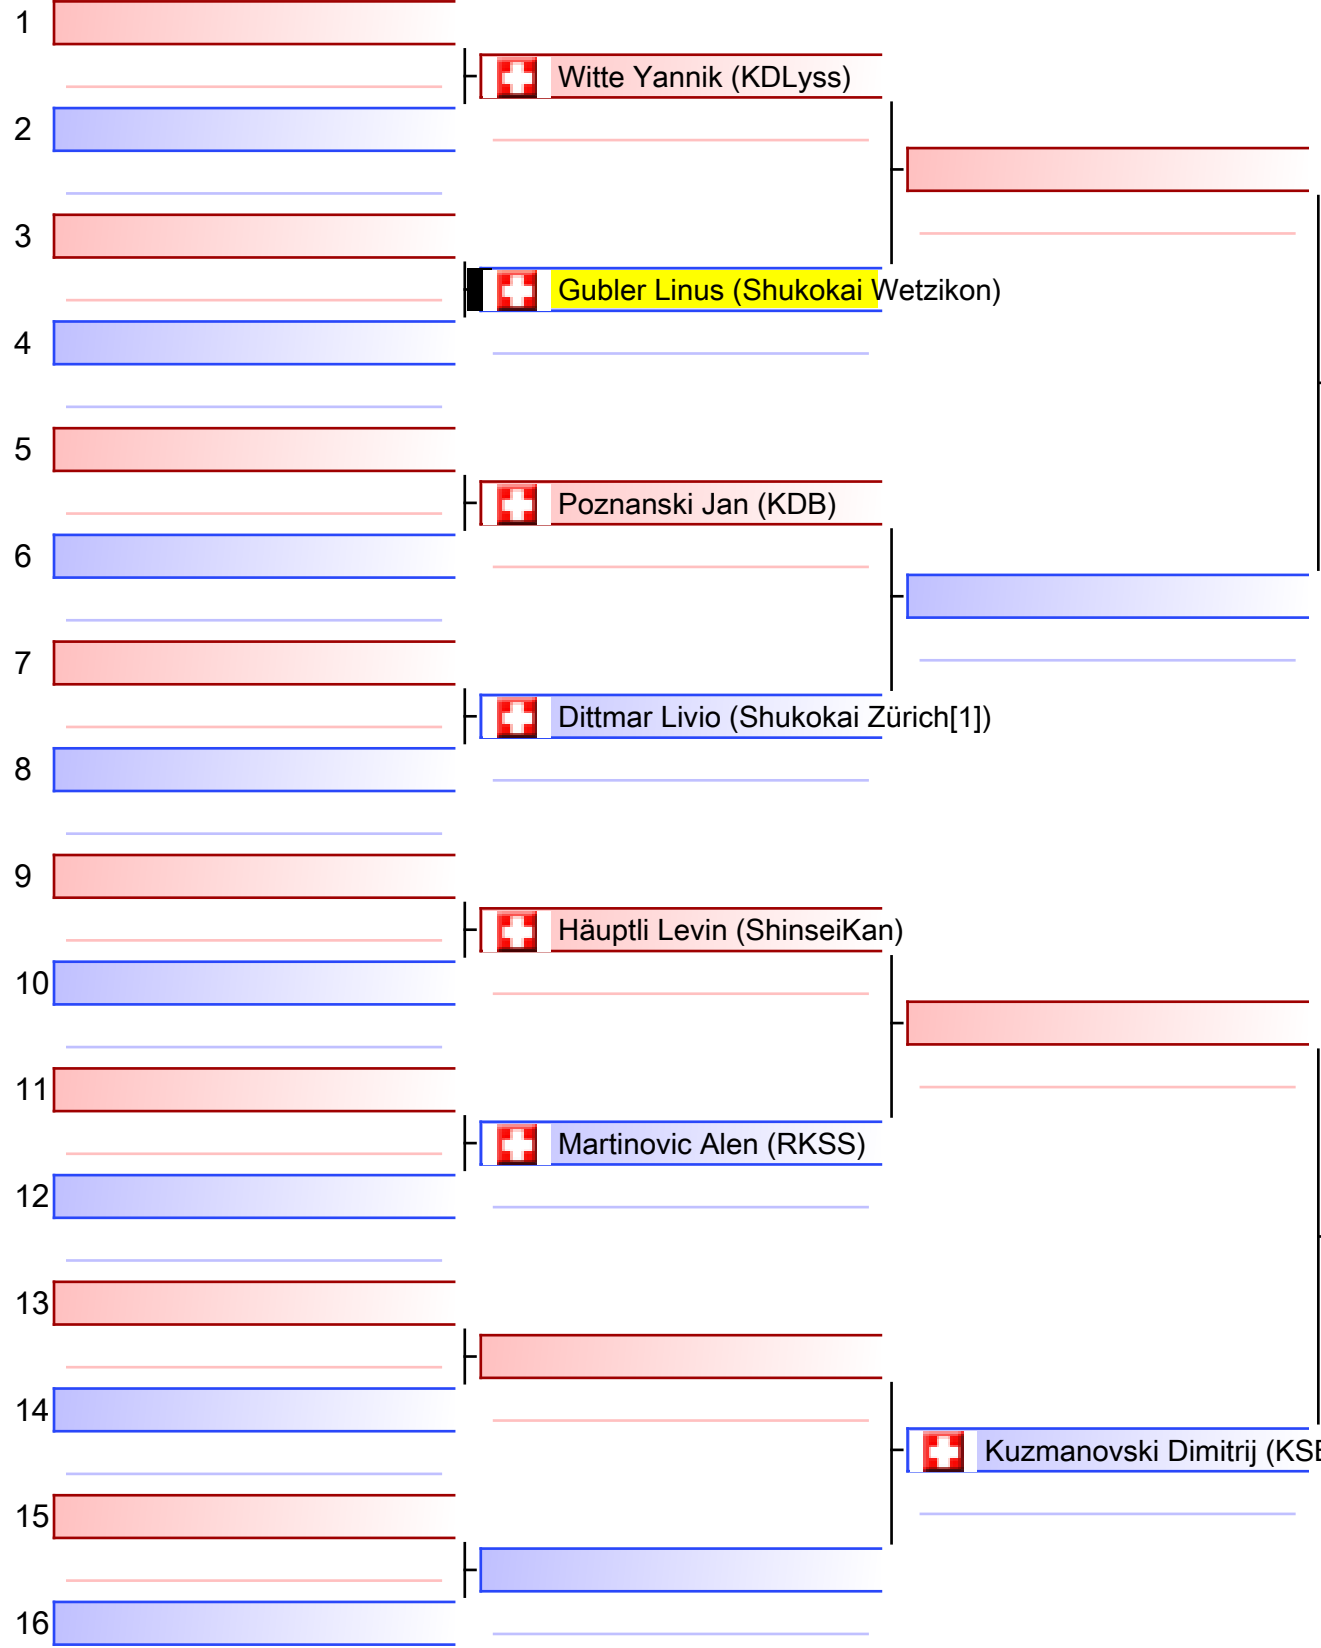 1
Witte Yannik (KDLyss)
2
3
Gubler Linus (Shukokai Wetzikon)
4
5
Poznanski Jan (KDB)
6
7
Dittmar Livio (Shukokai Zürich[1])
8
9
Häuptli Levin (ShinseiKan)
10
11
Martinovic Alen (RKSS)
12
13
14
Kuzmanovski Dimitrij
15
16